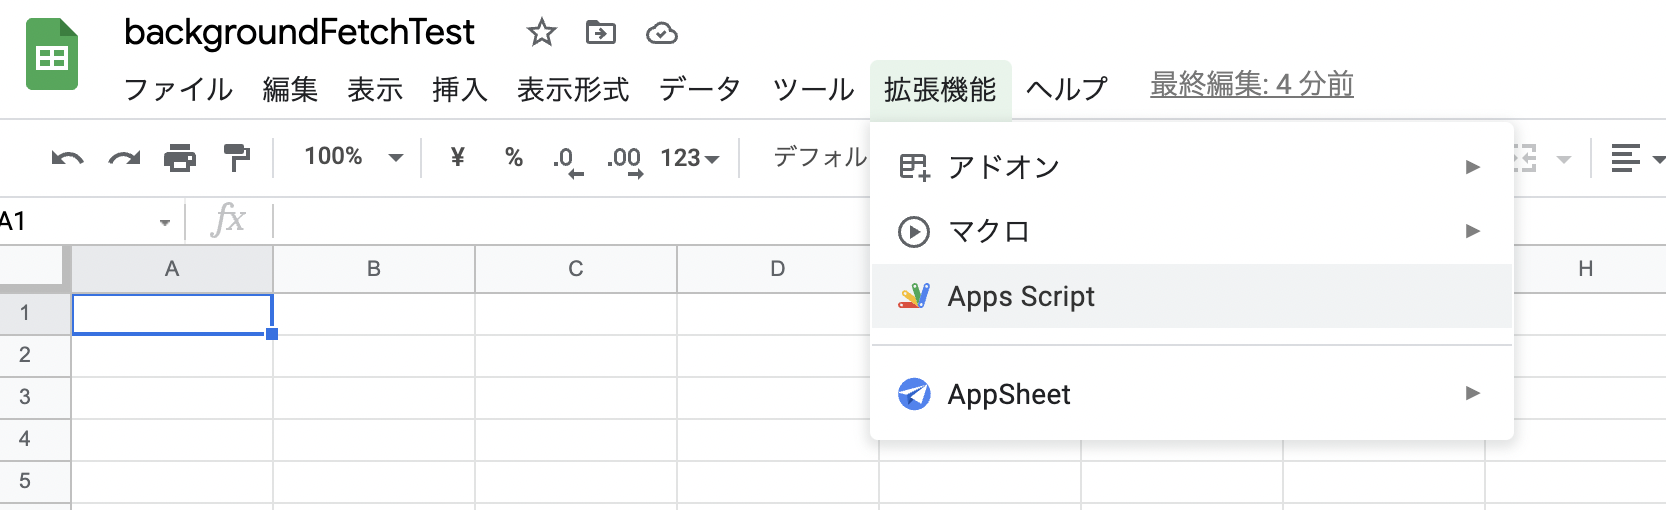 backgroundFetchTest
ファイル 編集 表示 挿入 表示形式 データ ツール 拡張機能 ヘルプ 最終編集: 4 分前
100% ¥ % .0 .00 123 デフォル
A1 fx
アドオン
マクロ
Apps Script
AppSheet
A B C D H
1
2
3
4
5